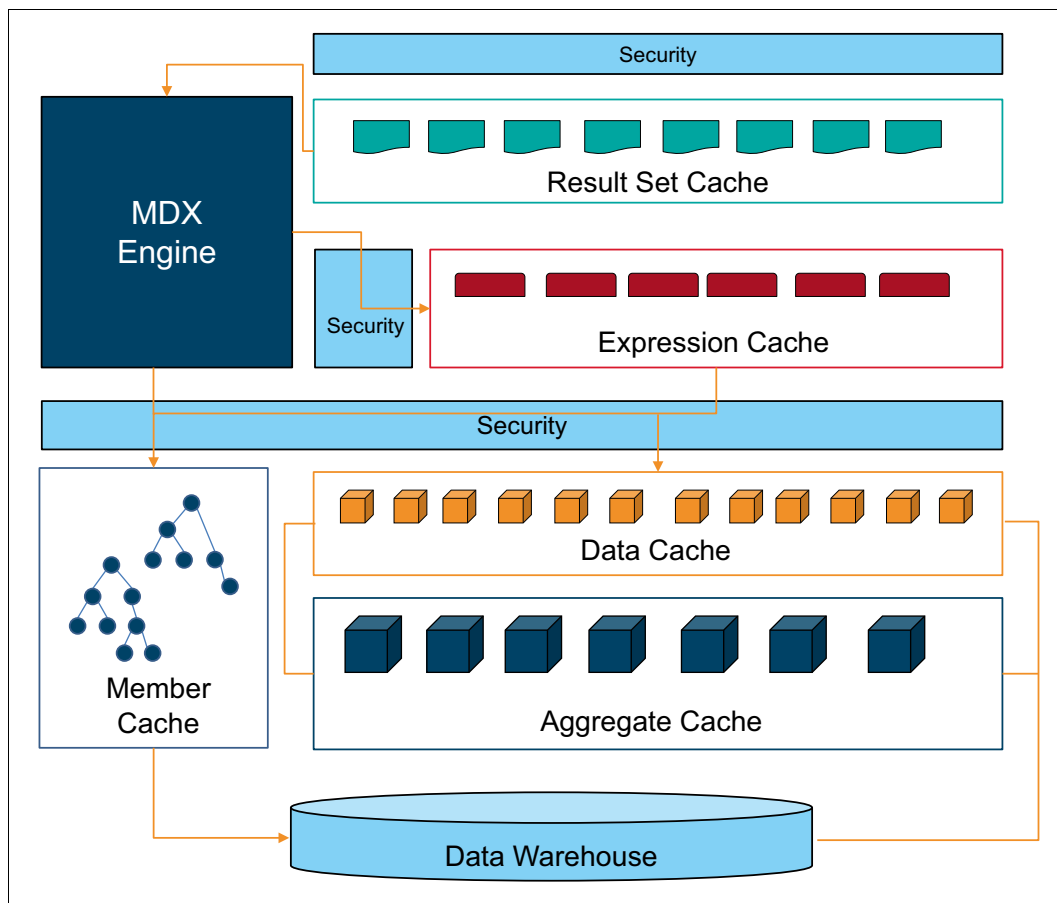 Security
Result Set Cache
MDX
Engine
Security
Expression Cache
Security
Data Cache
Member
Cache
Aggregate Cache
Data Warehouse